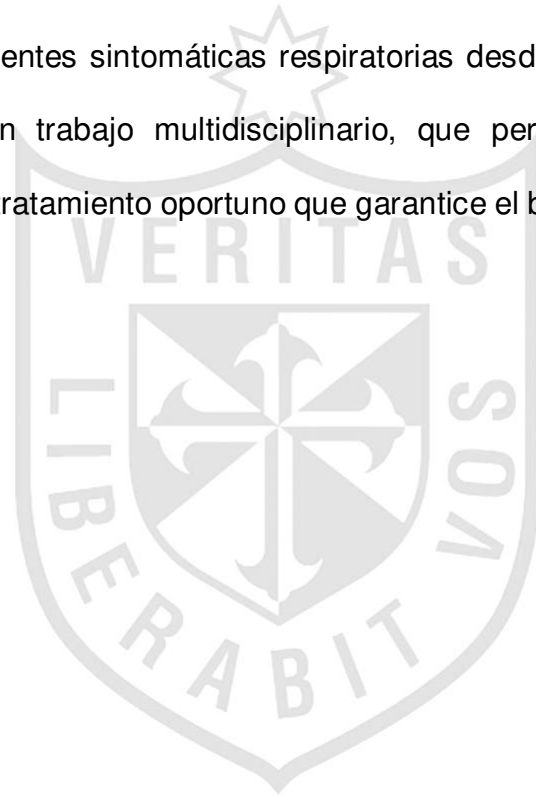 entes sintomáticas respiratorias desd
n trabajo multidisciplinario, que per
ratamiento oportuno que garantice el b
VERITAS
LIBERABIT VOS